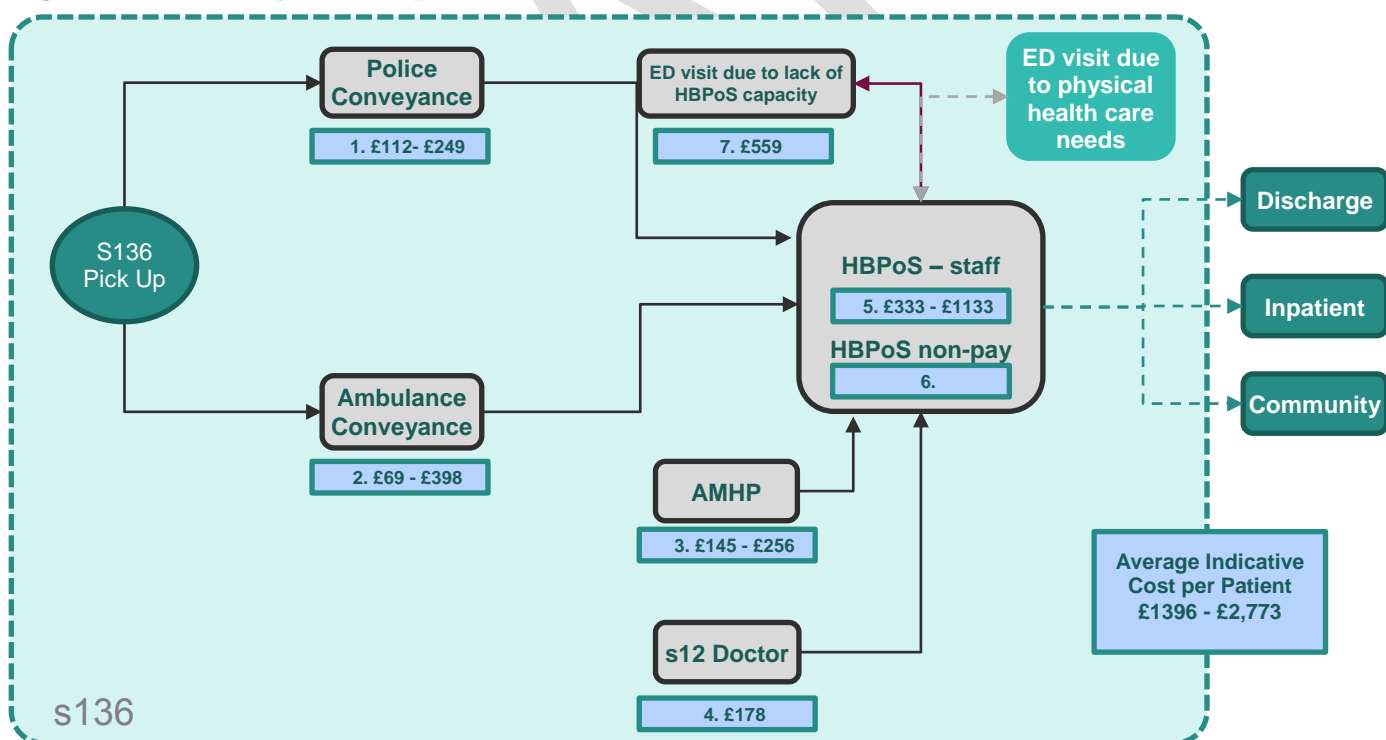 Police
Conveyance
1. £112- £249
ED visit due to lack of
HBPoS capacity
7. £559
ED visit due
to physical
health care
needs
S136
Pick Up
HBPoS – staff
5. £333 - £1133
HBPoS non-pay
6.
Discharge
Inpatient
Community
Ambulance
Conveyance
2. £69 - £398
AMHP
3. £145 - £256
s12 Doctor
4. £178
Average Indicative
Cost per Patient
£1396 - £2,773
s136